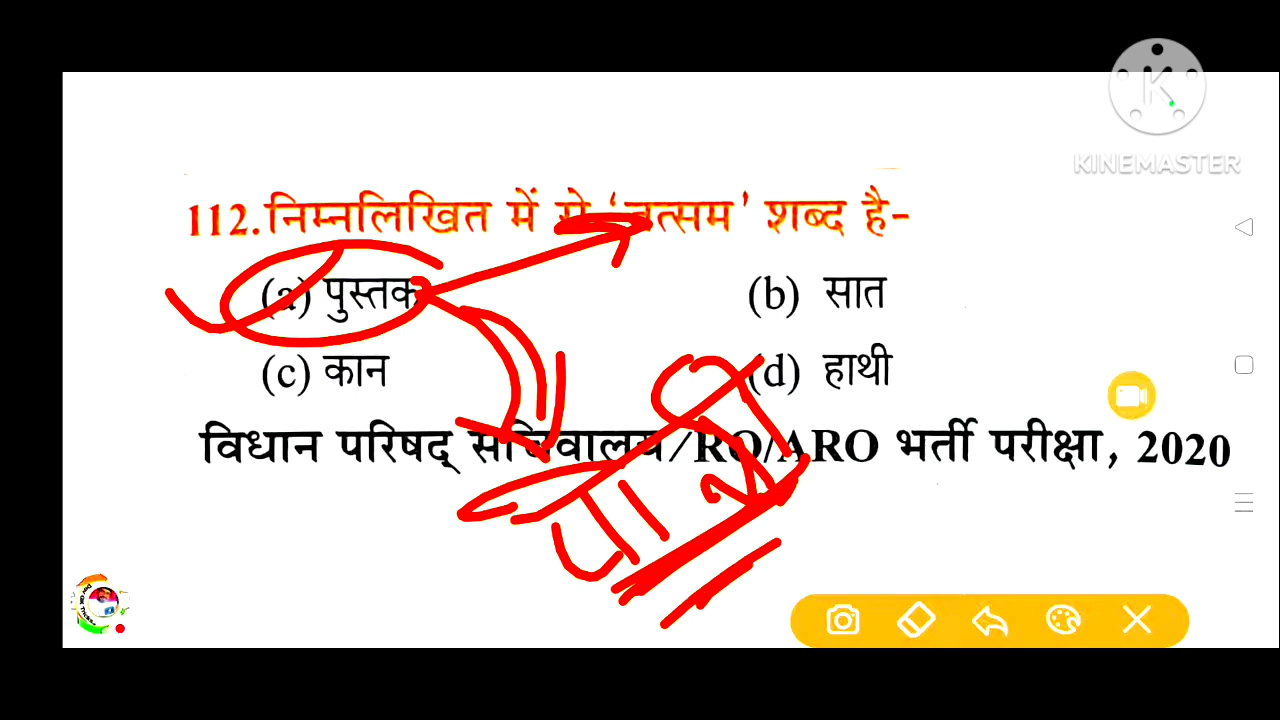 KINEMASTER
112. निम्नलिखित में से 'तत्सम' शब्द है-
(a) पुस्तक (b) सात
(c) कान (d) हाथी
विधान परिषद् सचिवालय/RO/ARO भर्ती परीक्षा, 2020